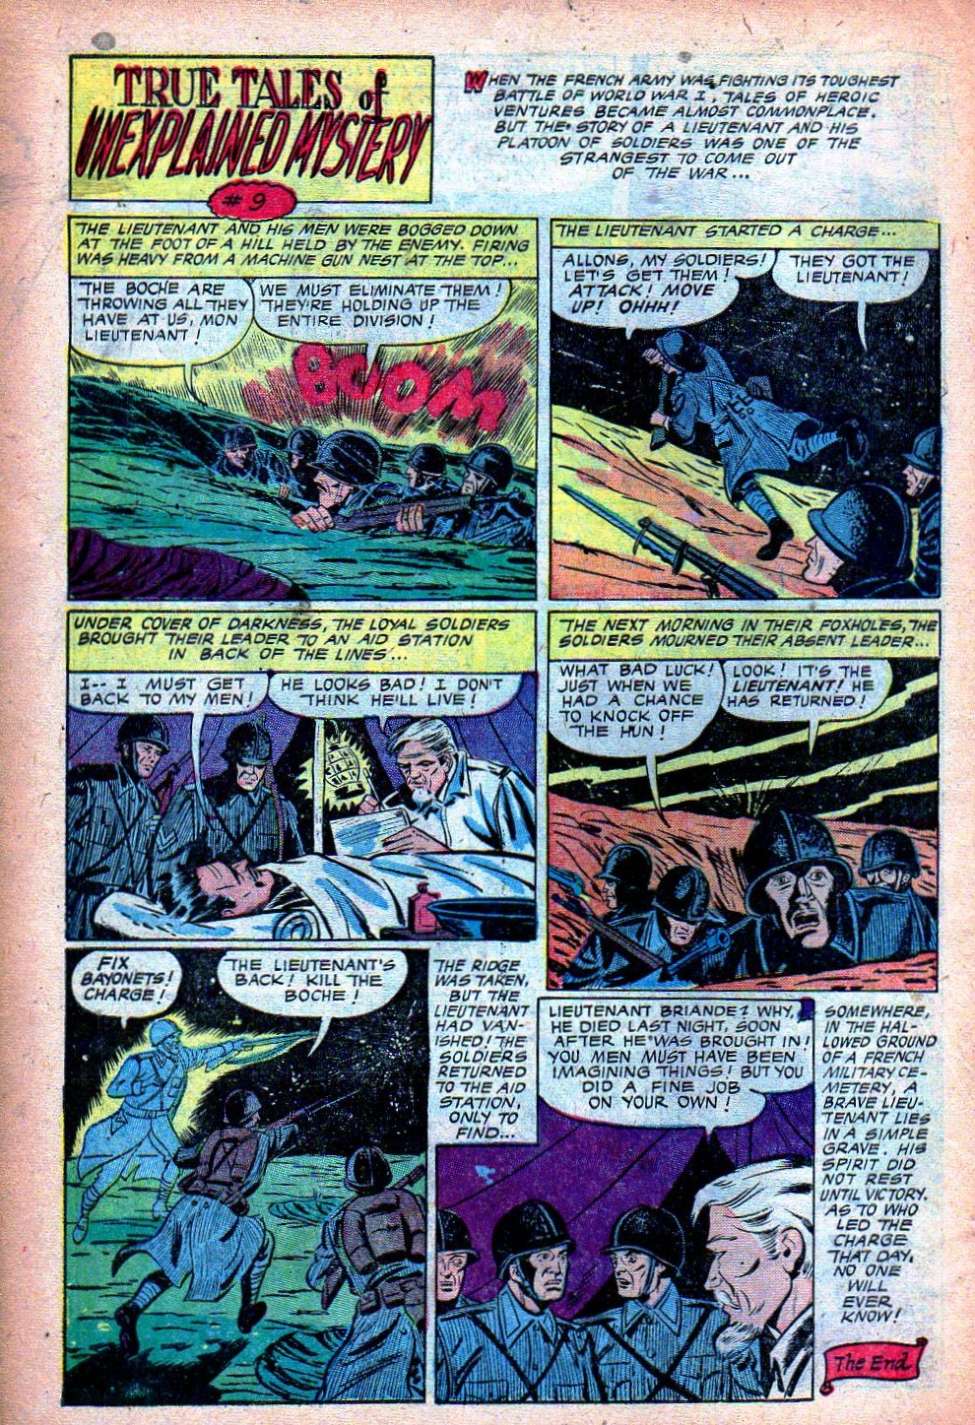 TRUE TALES of
UNEXPLAINED MYSTERY
#9
WHEN THE FRENCH ARMY WAS FIGHTING ITS TOUGHEST
BATTLE OF WORLD WAR I, TALES OF HEROIC
VENTURES BECAME ALMOST COMMONPLACE.
BUT THE STORY OF A LIEUTENANT AND HIS
PLATOON OF SOLDIERS WAS ONE OF THE
STRANGEST TO COME OUT
OF THE WAR...
THE LIEUTENANT AND HIS MEN WERE BOGGED DOWN
AT THE FOOT OF A HILL HELD BY THE ENEMY. FIRING
WAS HEAVY FROM A MACHINE GUN NEST AT THE TOP...
THE BOCHE ARE
THROWING ALL THEY
HAVE AT US, MON
LIEUTENANT!
WE MUST ELIMINATE THEM!
THEY'RE HOLDING UP THE
ENTIRE DIVISION!
BOOM
THE LIEUTENANT STARTED A CHARGE...
ALLONS, MY SOLDIERS!
LET'S GET THEM!
ATTACK! MOVE
UP! OHHH!
THEY GOT THE
LIEUTENANT!
UNDER COVER OF DARKNESS, THE LOYAL SOLDIERS
BROUGHT THEIR LEADER TO AN AID STATION
IN BACK OF THE LINES...
I-- I MUST GET
BACK TO MY MEN!
HE LOOKS BAD! I DON'T
THINK HE'LL LIVE!
THE NEXT MORNING IN THEIR FOXHOLES, THE
SOLDIERS MOURNED THEIR ABSENT LEADER...
WHAT BAD LUCK!
JUST WHEN WE
HAD A CHANCE
TO KNOCK OFF
THE HUN!
LOOK! IT'S THE
LIEUTENANT! HE
HAS RETURNED!
FIX
BAYONETS!
CHARGE!
THE LIEUTENANT'S
BACK! KILL THE
BOCHE!
THE RIDGE
WAS TAKEN,
BUT THE
LIEUTENANT
HAD VAN-
ISHED! THE
SOLDIERS
RETURNED
TO THE AID
STATION,
ONLY TO
FIND...
LIEUTENANT BRIANDE? WHY,
HE DIED LAST NIGHT, SOON
AFTER HE WAS BROUGHT IN!
YOU MEN MUST HAVE BEEN
IMAGINING THINGS! BUT YOU
DID A FINE JOB
ON YOUR OWN!
SOMEWHERE,
IN THE HAL-
LOWED GROUND
OF A FRENCH
MILITARY CE-
METERY, A
BRAVE LIEU-
TENANT LIES
IN A SIMPLE
GRAVE. HIS
SPIRIT DID
NOT REST
UNTIL VICTORY.
AS TO WHO
LED THE
CHARGE
THAT DAY,
NO ONE
WILL
EVER
KNOW!
The End